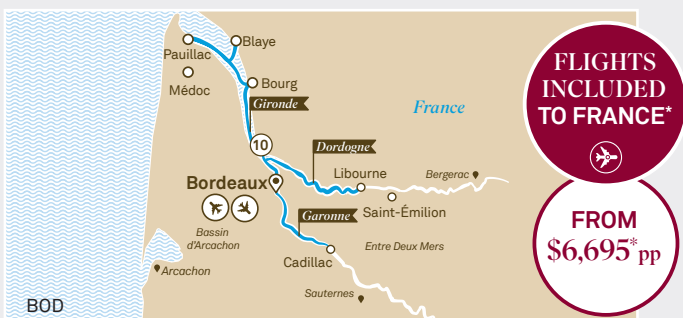 Pauillac
Blaye
Médoc
Bourg
Gironde
France
10
Dordogne
Bordeaux
Libourne
Bergerac
Saint-Émilion
Garonne
Bassin
d'Arcachon
Entre Deux Mers
Cadillac
Arcachon
Sauternes
BOD
FLIGHTS
INCLUDED
TO FRANCE*
FROM
$6,695*pp